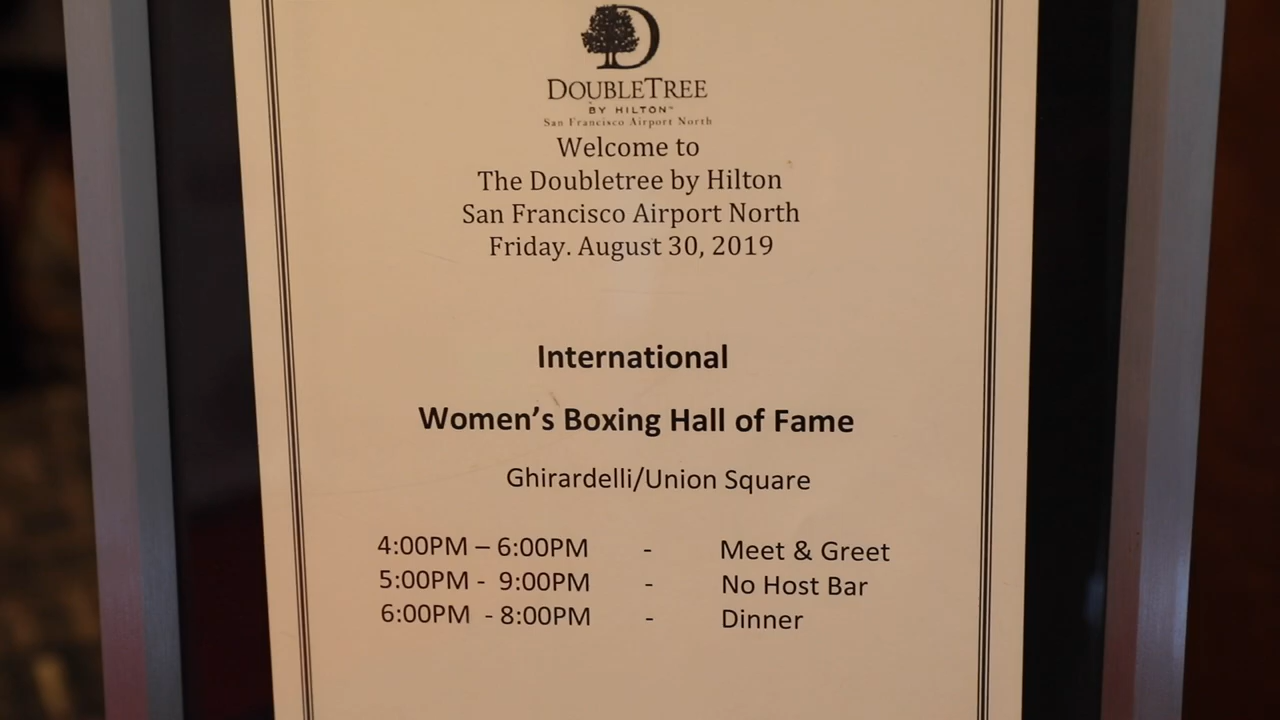 DOUBLETREE
BY HILTON™
San Francisco Airport North
Welcome to
The Doubletree by Hilton
San Francisco Airport North
Friday. August 30, 2019
International
Women’s Boxing Hall of Fame
Ghirardelli/Union Square
4:00PM – 6:00PM - Meet & Greet
5:00PM - 9:00PM - No Host Bar
6:00PM - 8:00PM - Dinner